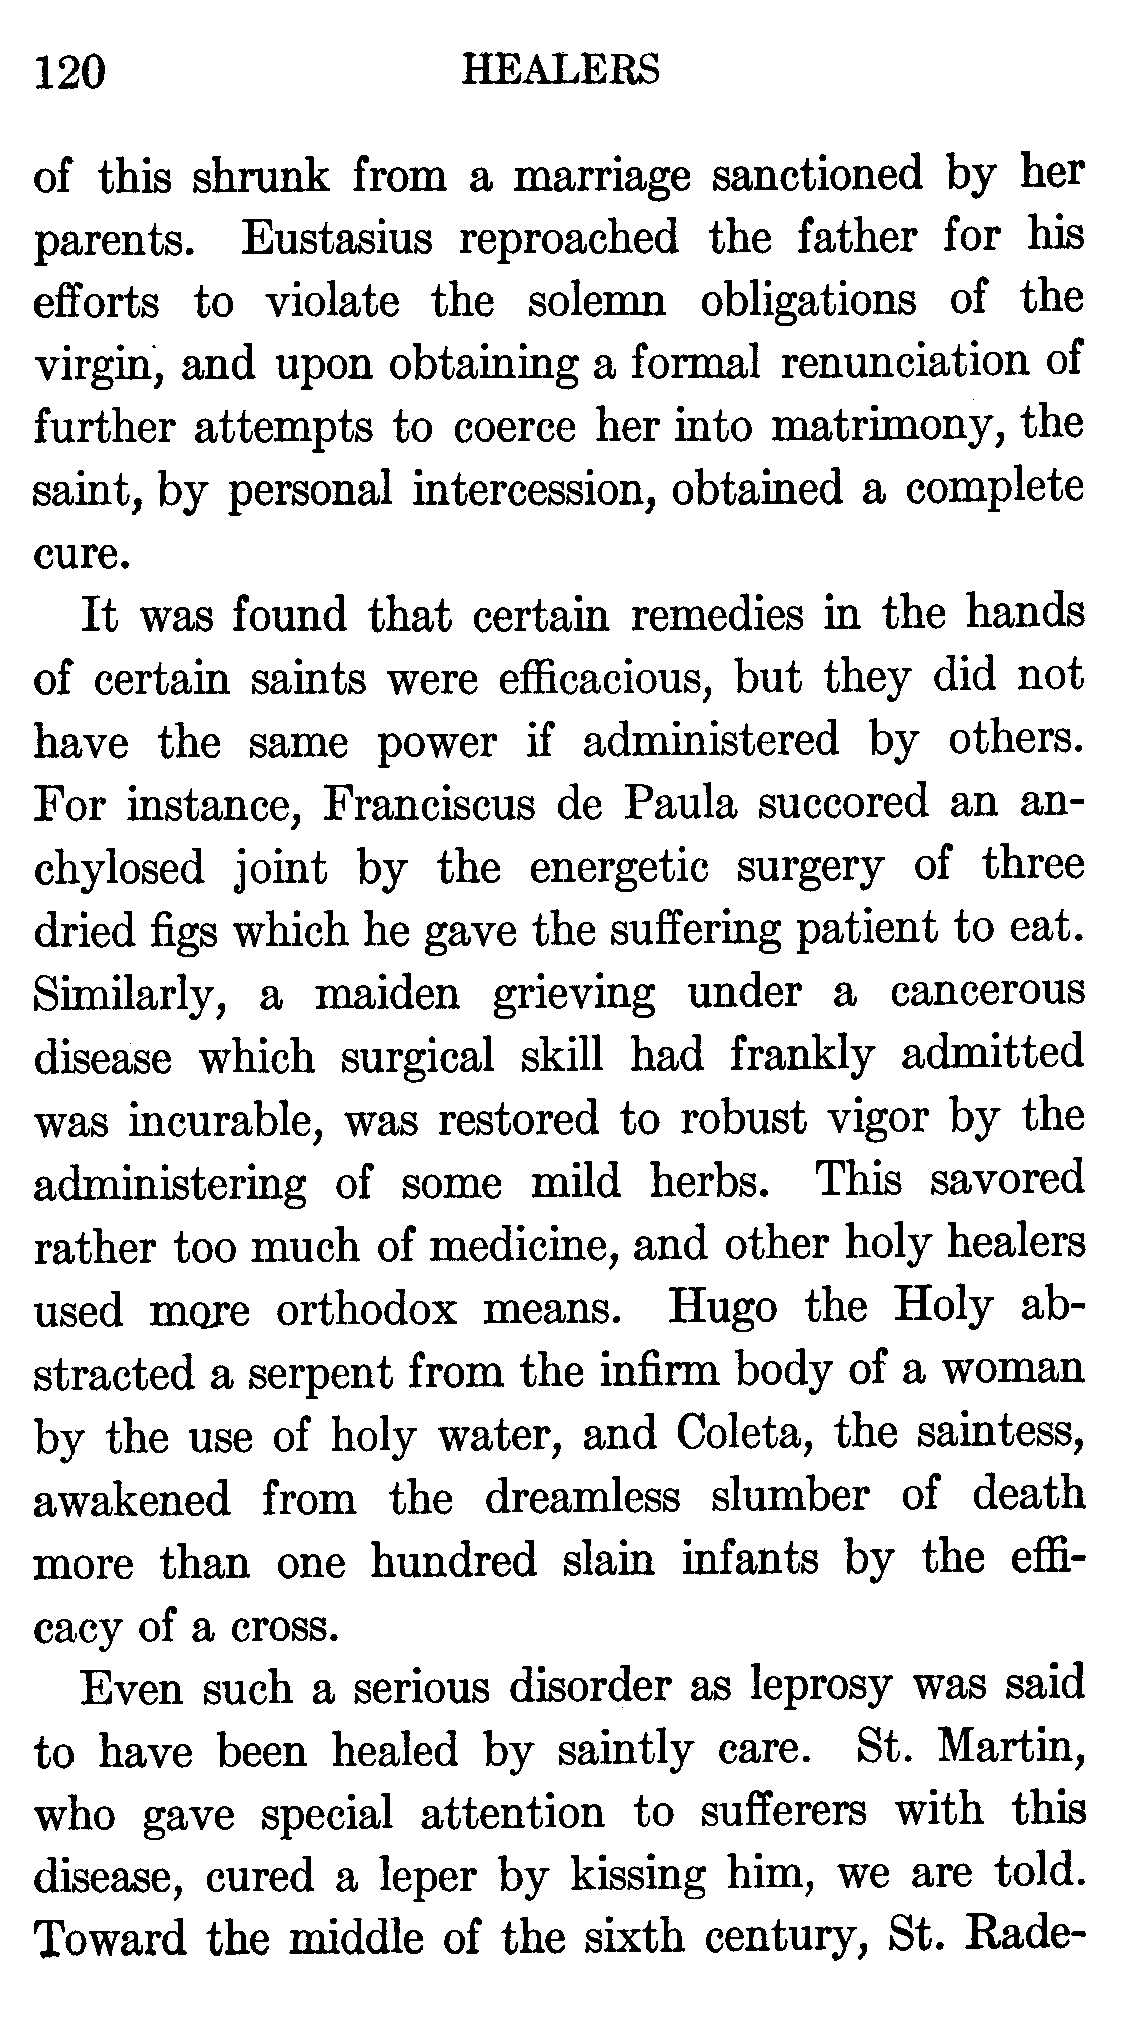 120 HEALERS
of this shrunk from a marriage sanctioned by her
parents. Eustasius reproached the father for his
efforts to violate the solemn obligations of the
virgin, and upon obtaining a formal renunciation of
further attempts to coerce her into matrimony, the
saint, by personal intercession, obtained a complete
cure.
It was found that certain remedies in the hands
of certain saints were efficacious, but they did not
have the same power if administered by others.
For instance, Franciscus de Paula succored an an-
chylosed joint by the energetic surgery of three
dried figs which he gave the suffering patient to eat.
Similarly, a maiden grieving under a cancerous
disease which surgical skill had frankly admitted
was incurable, was restored to robust vigor by the
administering of some mild herbs. This savored
rather too much of medicine, and other holy healers
used more orthodox means. Hugo the Holy ab-
stracted a serpent from the infirm body of a woman
by the use of holy water, and Coleta, the saintess,
awakened from the dreamless slumber of death
more than one hundred slain infants by the effi-
cacy of a cross.
Even such a serious disorder as leprosy was said
to have been healed by saintly care. St. Martin,
who gave special attention to sufferers with this
disease, cured a leper by kissing him, we are told.
Toward the middle of the sixth century, St. Rade-